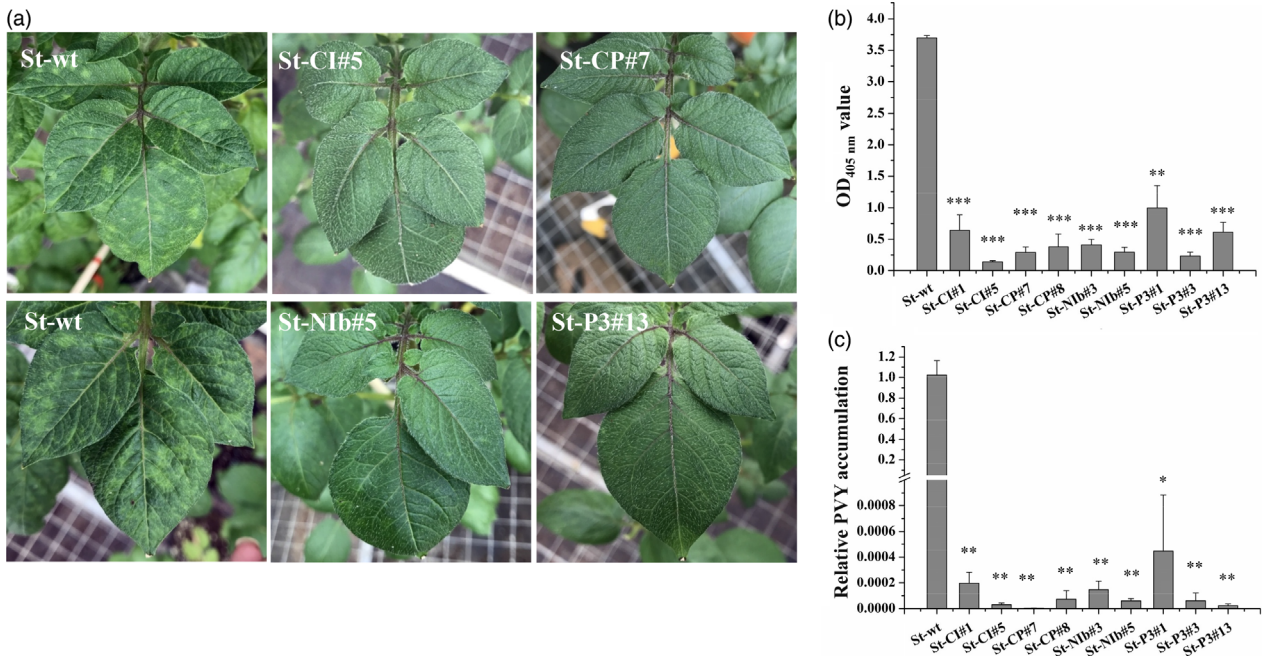 (a)
St-wt
St-CI#5
St-CP#7
St-wt
St-NIb#5
St-P3#13
(b)
OD405 nm value
4.0
3.5
3.0
2.5
2.0
1.5
1.0
0.5
0.0
***
***
***
***
***
***
**
***
***
St-wt
St-CI#1
St-CI#5
St-CP#7
St-CP#8
St-NIb#3
St-NIb#5
St-P3#1
St-P3#3
St-P3#13
(c)
Relative PVY accumulation
1.2
1.0
0.8
0.6
0.4
0.2
0.0008
0.0006
0.0004
0.0002
0.0000
**
**
**
**
**
**
*
**
**
St-wt
St-CI#1
St-CI#5
St-CP#7
St-CP#8
St-NIb#3
St-NIb#5
St-P3#1
St-P3#3
St-P3#13